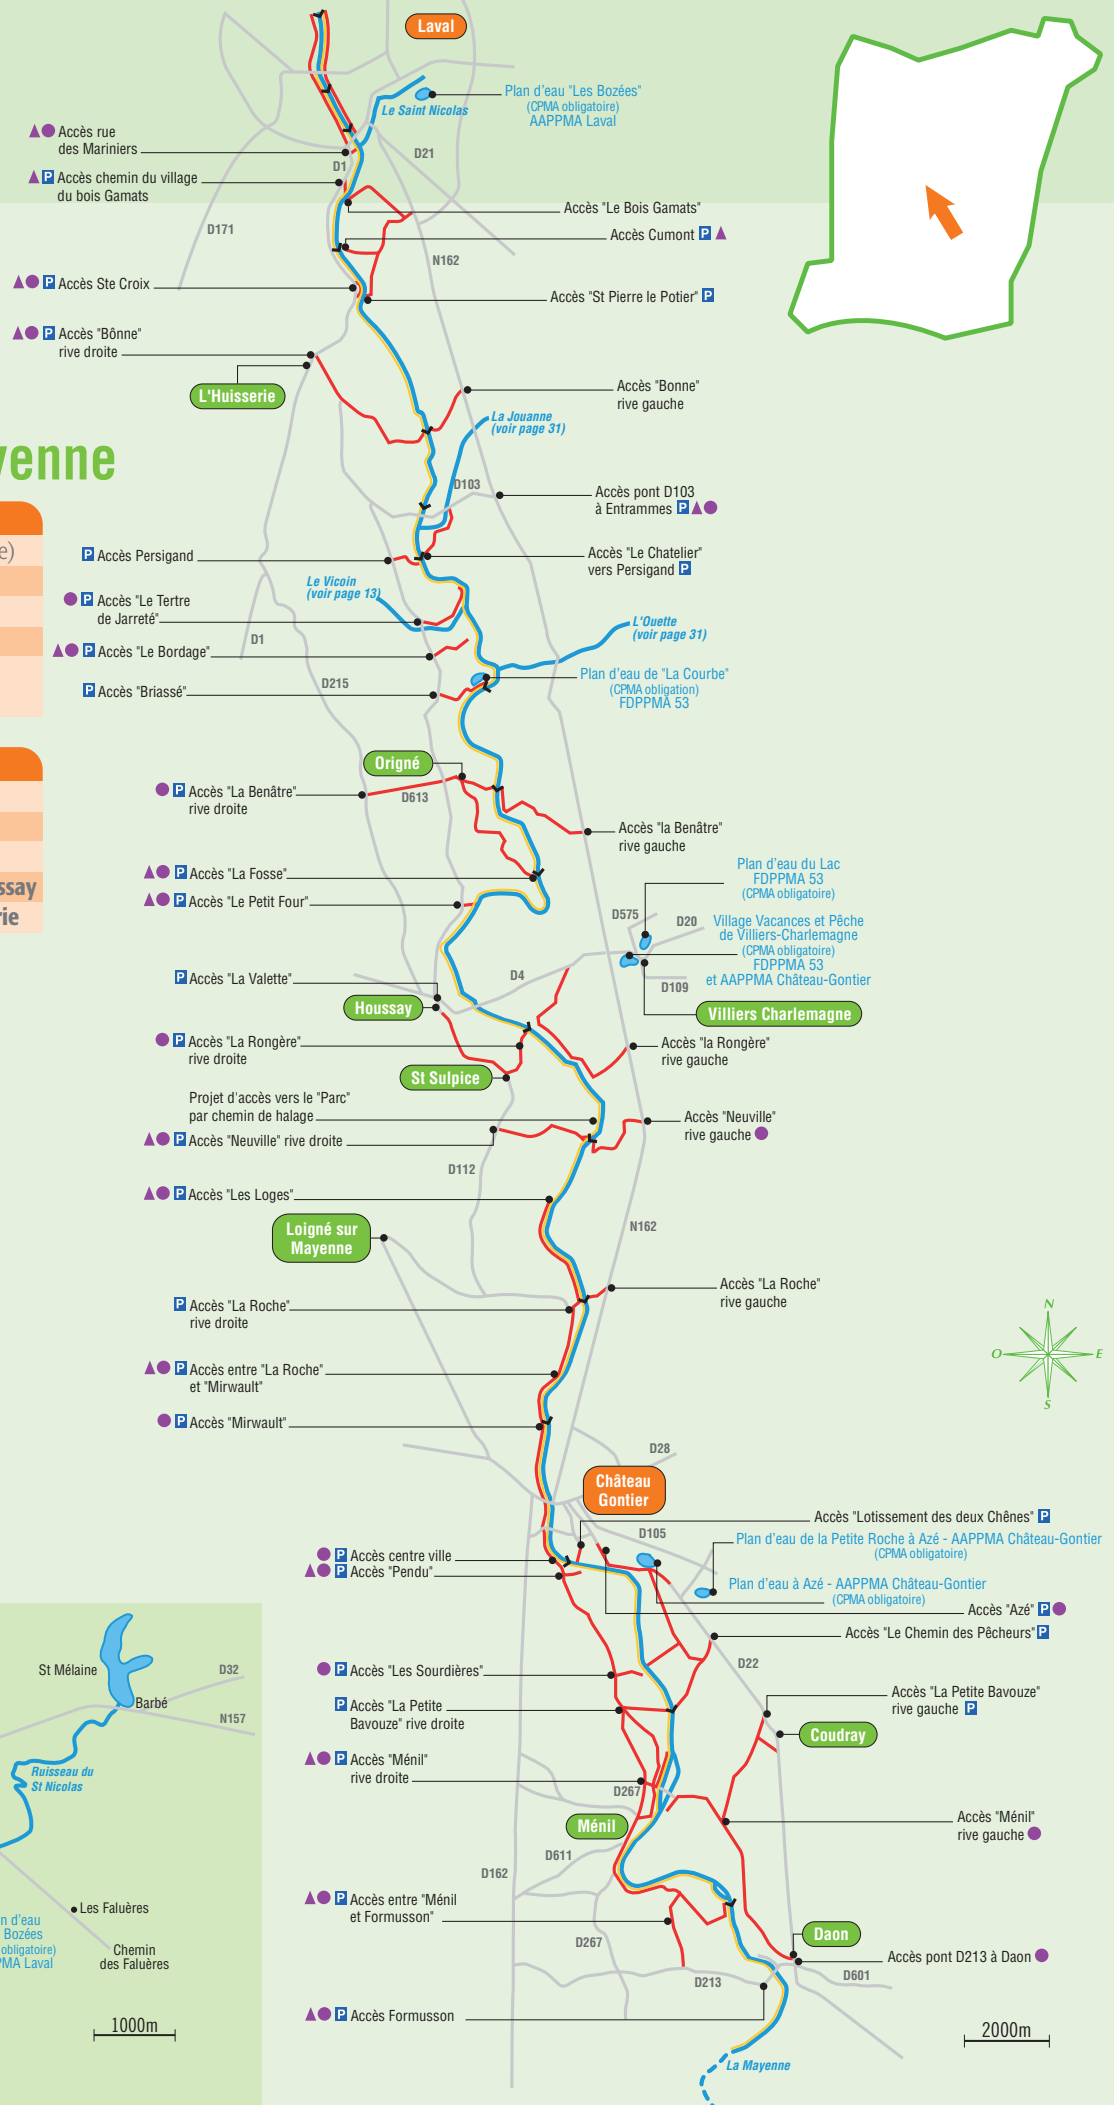 Laval
Plan d'eau "Les Bozées"
(CPMA obligatoire)
AAPPMA Laval
Le Saint Nicolas
Accès rue
des Mariniers
D21
D1
Accès chemin du village
du bois Gamats
Accès "Le Bois Gamats"
D171
Accès Cumont P
N162
P Accès Ste Croix
Accès "St Pierre le Potier" P
P Accès "Bônne"
rive droite
L'Huisserie
Accès "Bonne"
rive gauche
La Jouanne
(voir page 31)
yenne
D103
Accès pont D103
à Entrammes P
e)
P Accès Persigand
Accès "Le Chatelier"
vers Persigand P
Le Vicoin
(voir page 13)
P Accès "Le Tertre
de Jarreté"
L'Ouette
(voir page 31)
D1
P Accès "Le Bordage"
Plan d'eau de "La Courbe"
(CPMA obligation)
FDPPMA 53
D215
P Accès "Briassé"
Origné
P Accès "La Benâtre"
rive droite
D613
Accès "la Benâtre"
rive gauche
Plan d'eau du Lac
FDPPMA 53
(CPMA obligatoire)
P Accès "La Fosse"
ssay
P Accès "Le Petit Four"
rie
D575
D20
Village Vacances et Pêche
de Villiers-Charlemagne
(CPMA obligatoire)
FDPPMA 53
et AAPPMA Château-Gontier
P Accès "La Valette"
D4
D109
Houssay
Villiers Charlemagne
P Accès "La Rongère"
rive droite
Accès "la Rongère"
rive gauche
St Sulpice
Projet d'accès vers le "Parc"
par chemin de halage
Accès "Neuville"
rive gauche
P Accès "Neuville" rive droite
D112
P Accès "Les Loges"
Loigné sur
Mayenne
N162
Accès "La Roche"
rive gauche
P Accès "La Roche"
rive droite
N
O
E
S
P Accès entre "La Roche"
et "Mirwault"
P Accès "Mirwault"
D28
Château
Gontier
Accès "Lotissement des deux Chênes" P
D105
Plan d'eau de la Petite Roche à Azé - AAPPMA Château-Gontier
(CPMA obligatoire)
P Accès centre ville
P Accès "Pendu"
Plan d'eau à Azé - AAPPMA Château-Gontier
(CPMA obligatoire)
Accès "Azé" P
Accès "Le Chemin des Pêcheurs" P
D22
P Accès "Les Sourdières"
Accès "La Petite Bavouze"
rive gauche P
P Accès "La Petite
Bavouze" rive droite
Coudray
P Accès "Ménil"
rive droite
D267
Accès "Ménil"
rive gauche
Ménil
D611
D162
P Accès entre "Ménil
et Formusson"
D267
Daon
Accès pont D213 à Daon
D213
D601
P Accès Formusson
La Mayenne
2000m
St Mélaine
D32
Barbé
N157
Ruisseau du
St Nicolas
Les Faluères
n d'eau
Bozées
obligatoire)
PMA Laval
Chemin
des Faluères
1000m